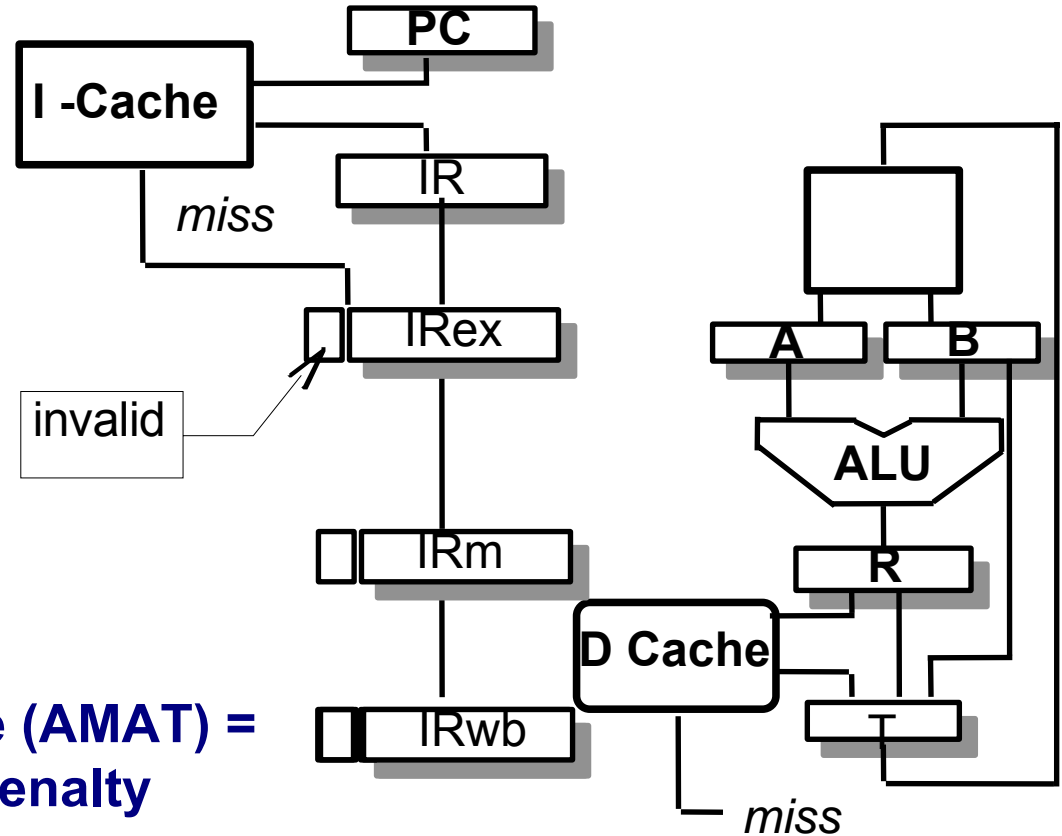 PC
I -Cache
IR
miss
IRex
A
B
invalid
ALU
IRm
R
D Cache
e (AMAT) =
IRwb
T
enalty
miss